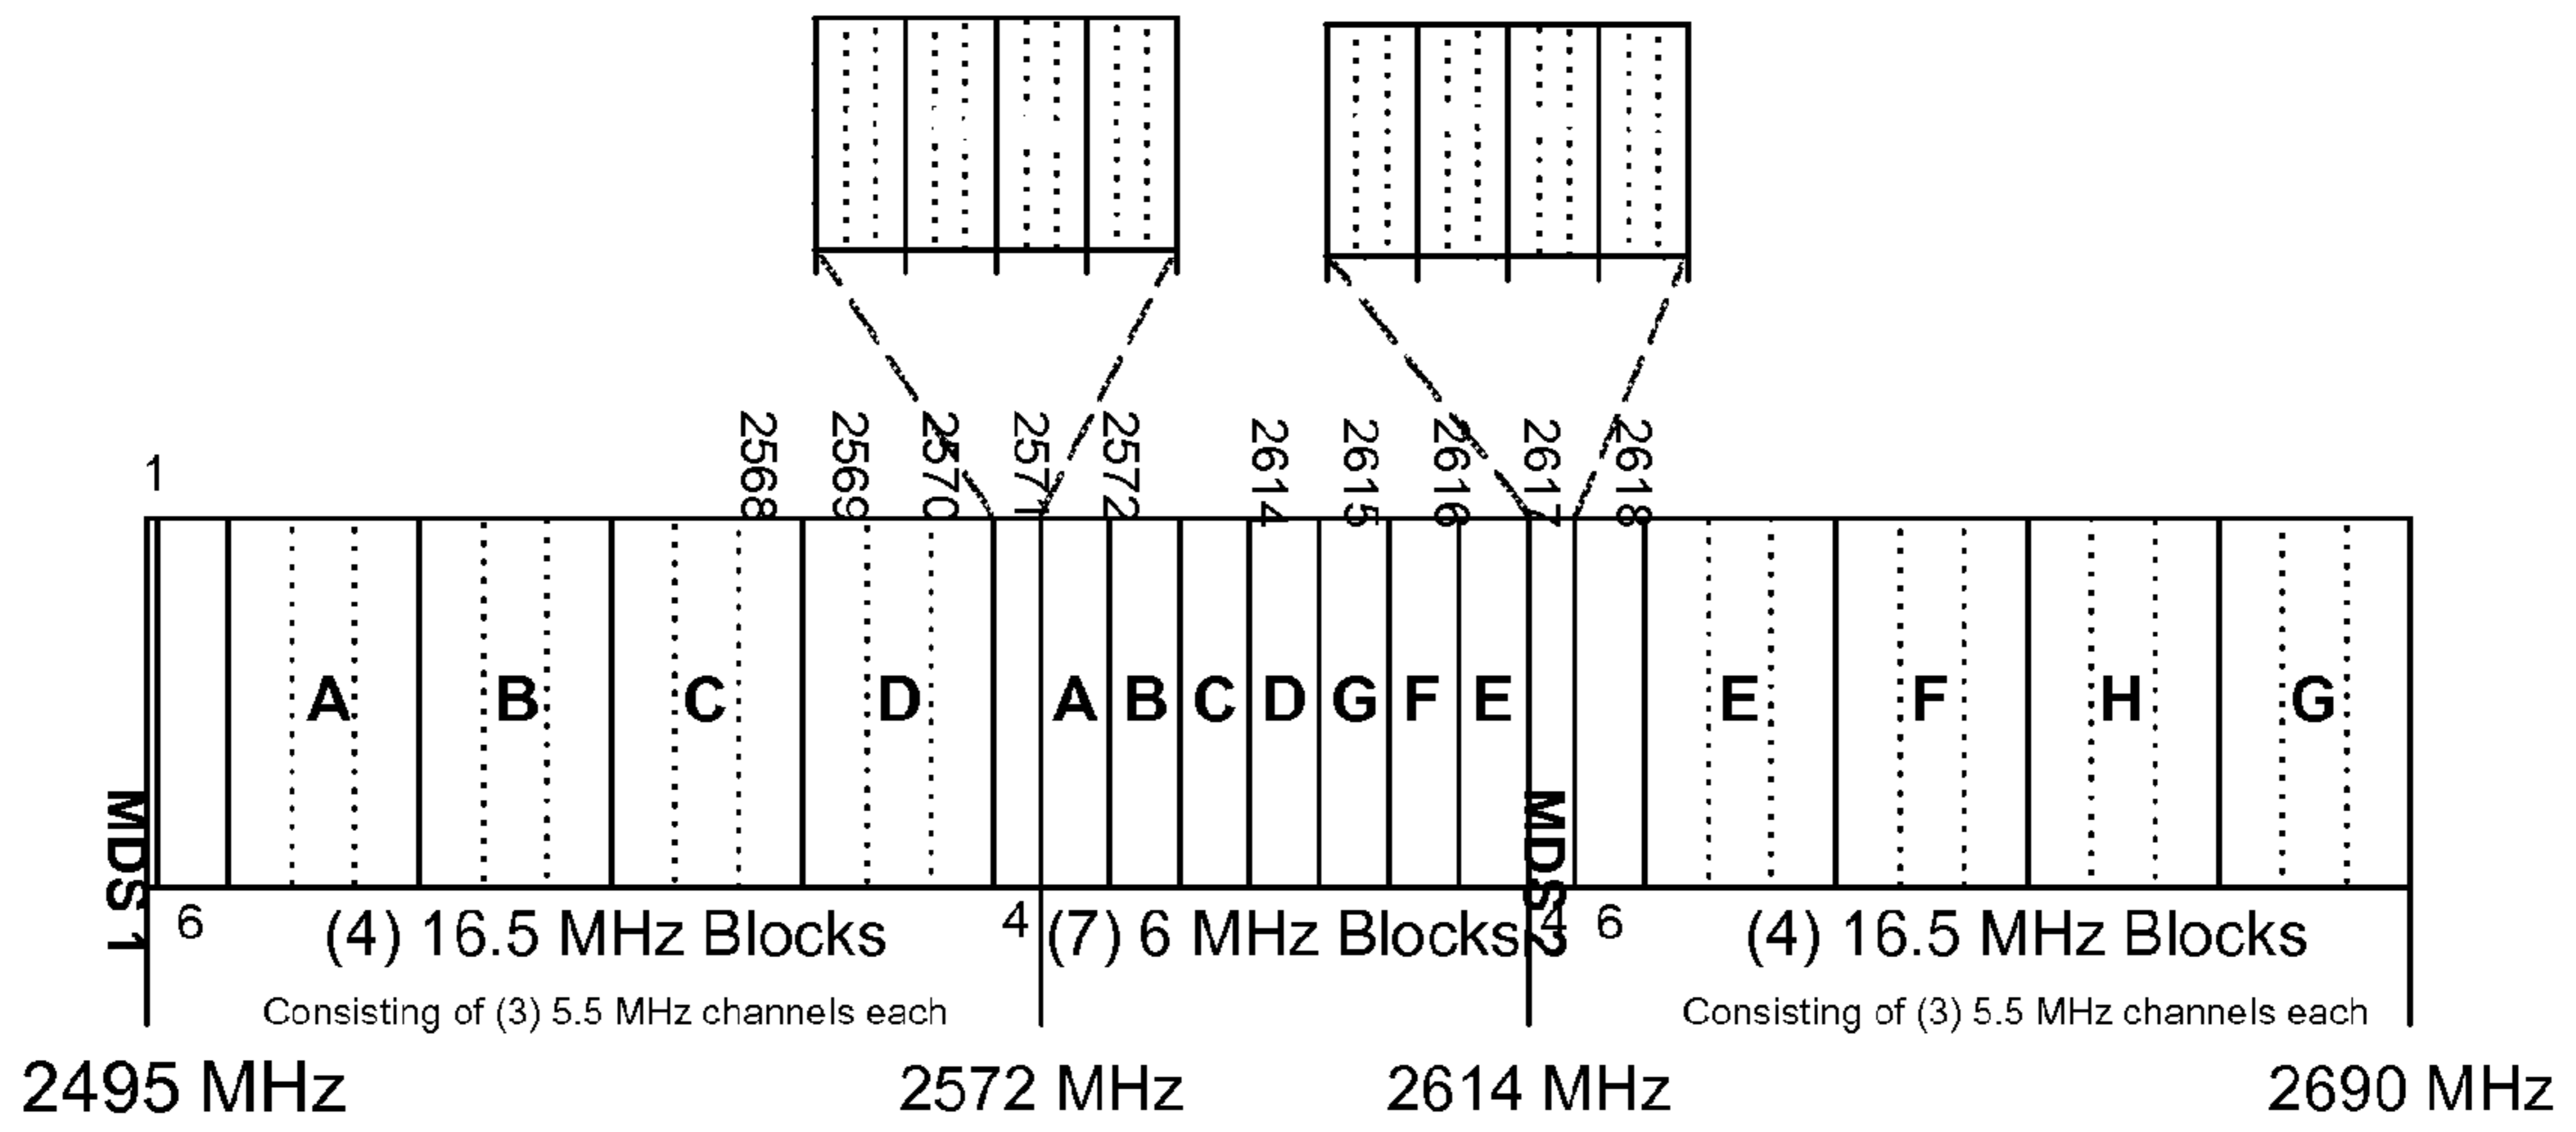 2568 2569 2570 2571 2572 2614 2615 2616 2617 2618
1
A B C D A B C D G F E E F H G
MDS 1 MDS 2
6 (4) 16.5 MHz Blocks 4 (7) 6 MHz Blocks 4 6 (4) 16.5 MHz Blocks
Consisting of (3) 5.5 MHz channels each Consisting of (3) 5.5 MHz channels each
2495 MHz 2572 MHz 2614 MHz 2690 MHz